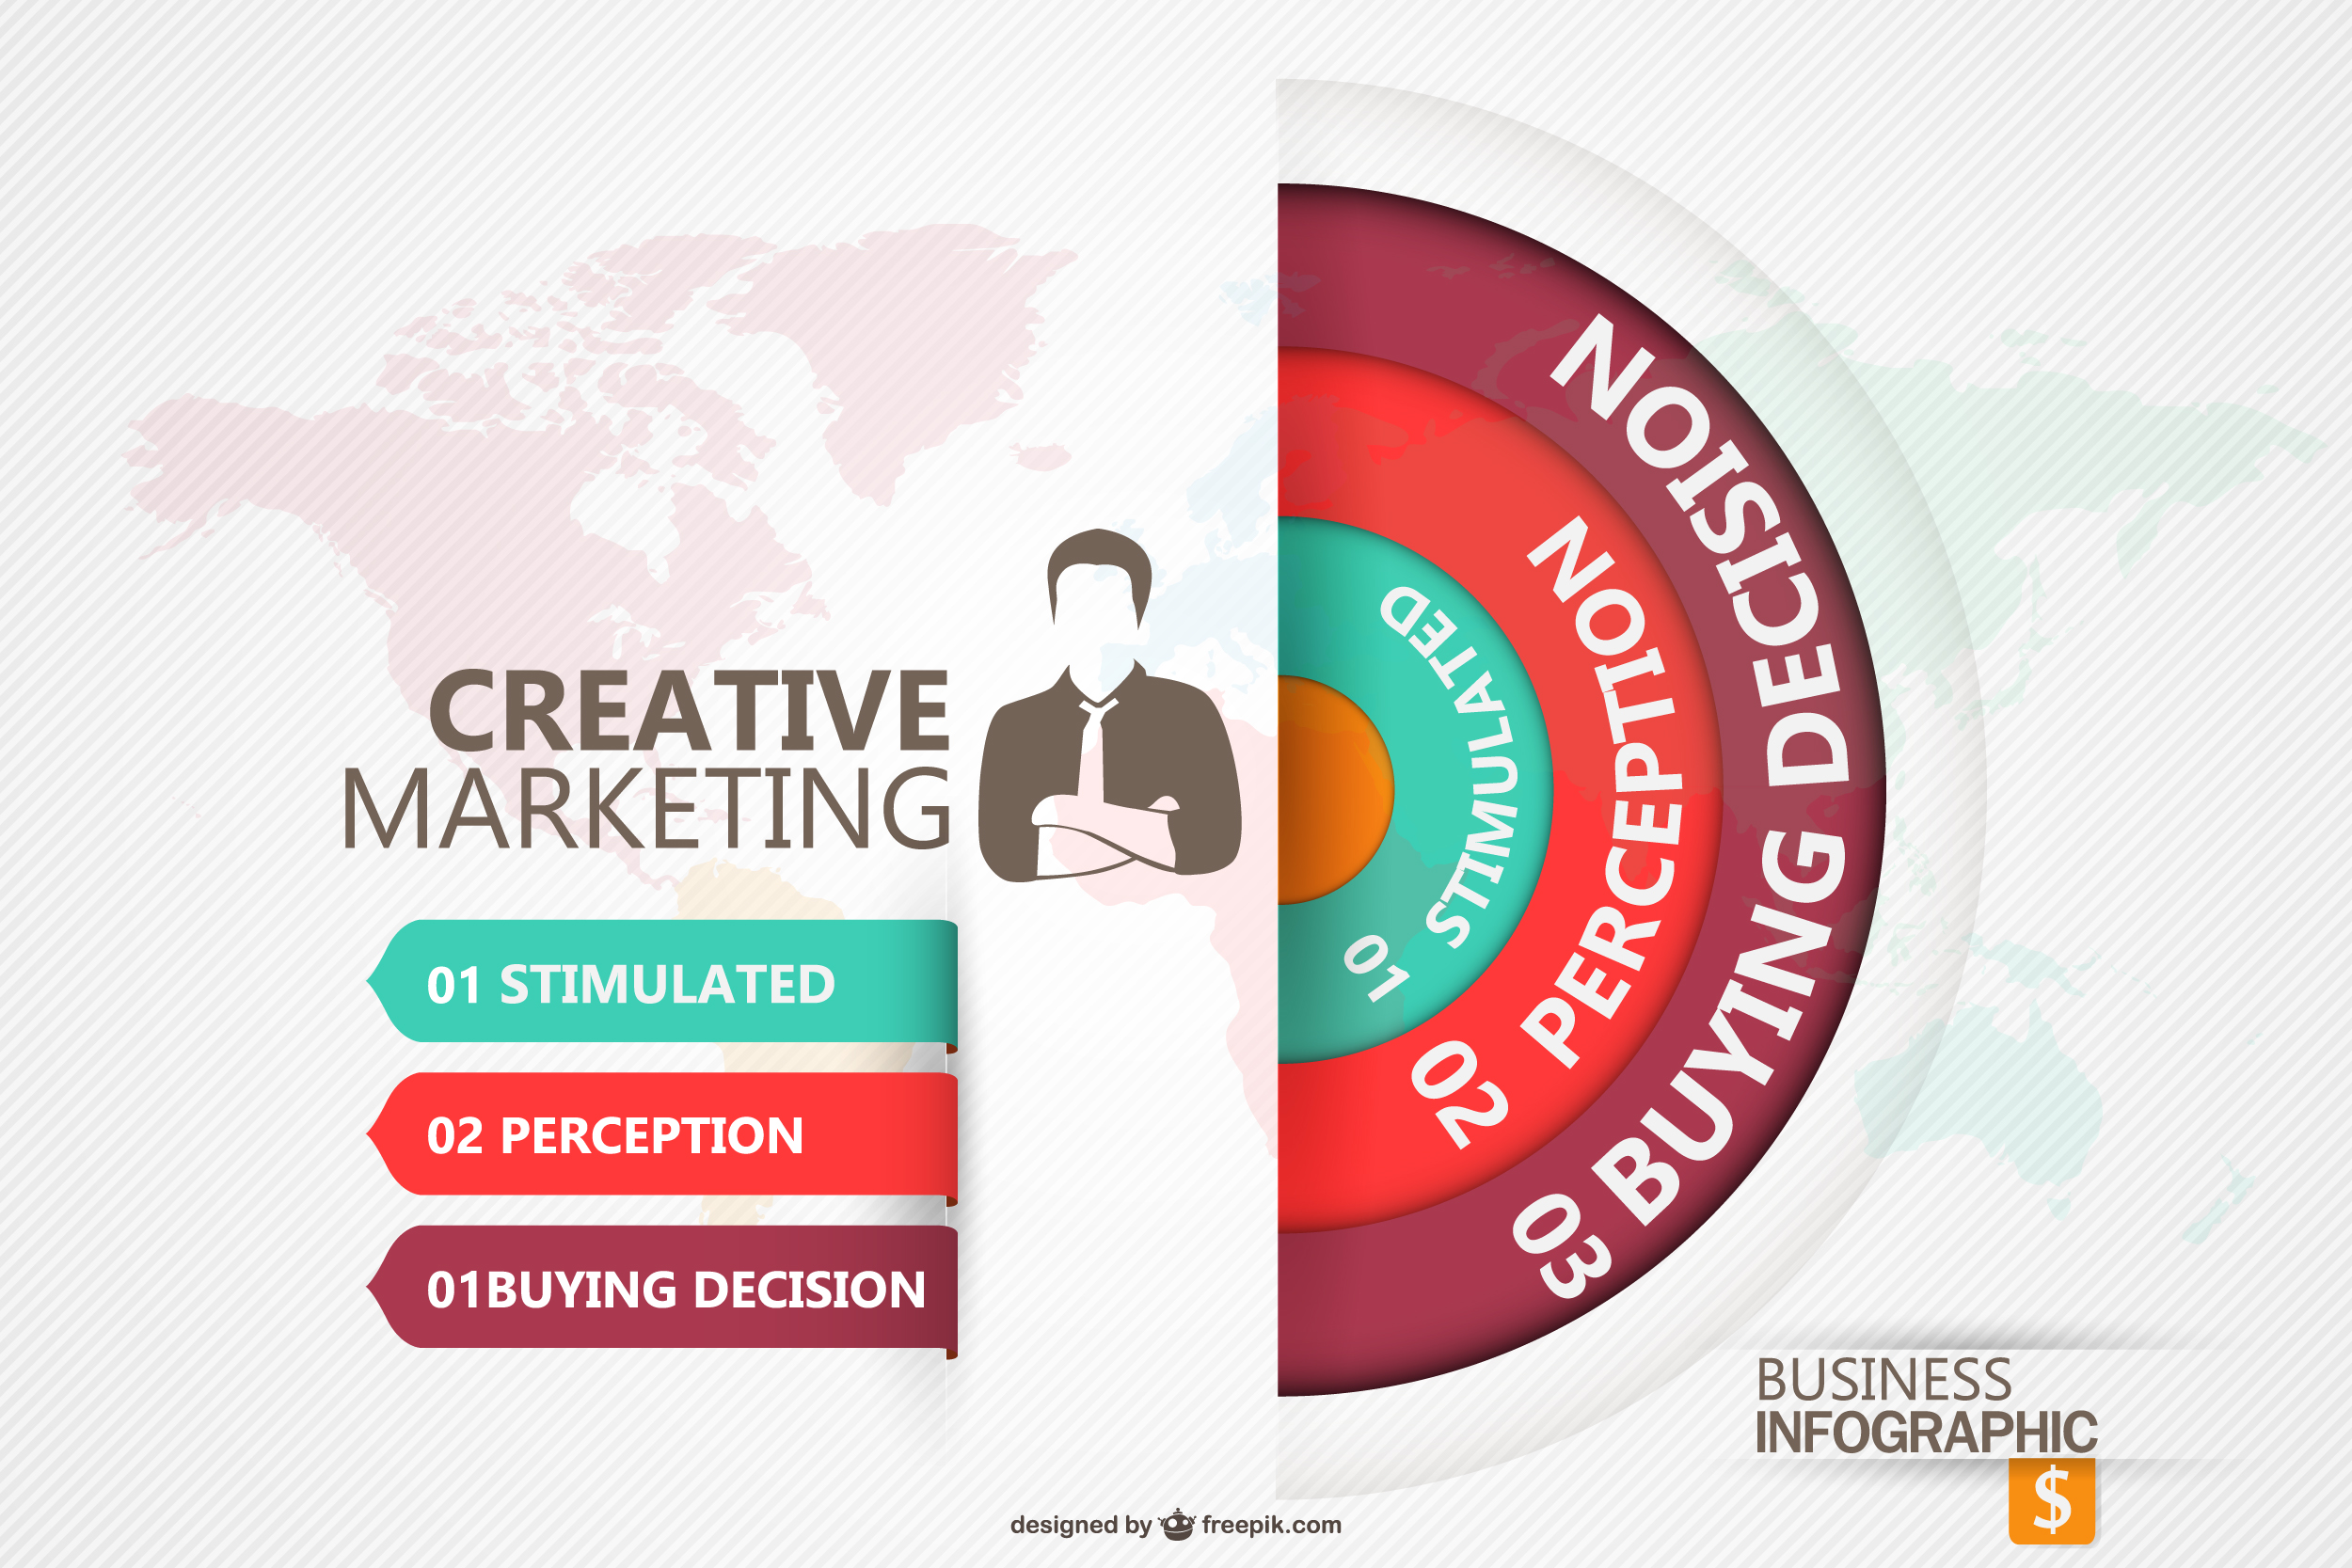 CREATIVE
MARKETING
01 STIMULATED
02 PERCEPTION
01BUYING DECISION
01 STIMULATED
02 PERCEPTION
03 BUYING DECISION
BUSINESS
INFOGRAPHIC
$
designed by freepik.com